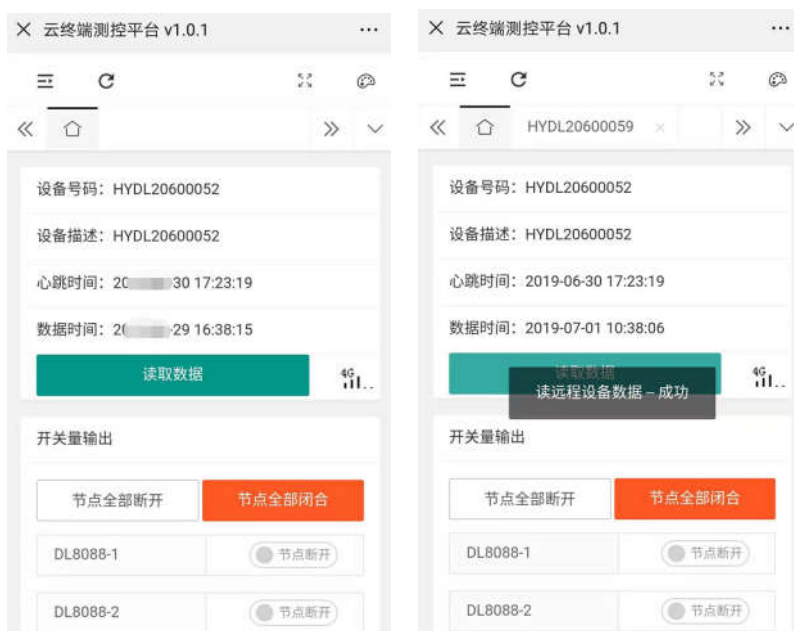 云终端测控平台 v1.0.1
设备号码：HYDL20600052
设备描述：HYDL20600052
心跳时间：20 30 17:23:19
数据时间：20 -29 16:38:15
读取数据
4G
开关量输出
节点全部断开
节点全部闭合
DL8088-1
节点断开
DL8088-2
节点断开
云终端测控平台 v1.0.1
HYDL20600059
设备号码：HYDL20600052
设备描述：HYDL20600052
心跳时间：2019-06-30 17:23:19
数据时间：2019-07-01 10:38:06
读取数据
4G
读远程设备数据 – 成功
开关量输出
节点全部断开
节点全部闭合
DL8088-1
节点断开
DL8088-2
节点断开